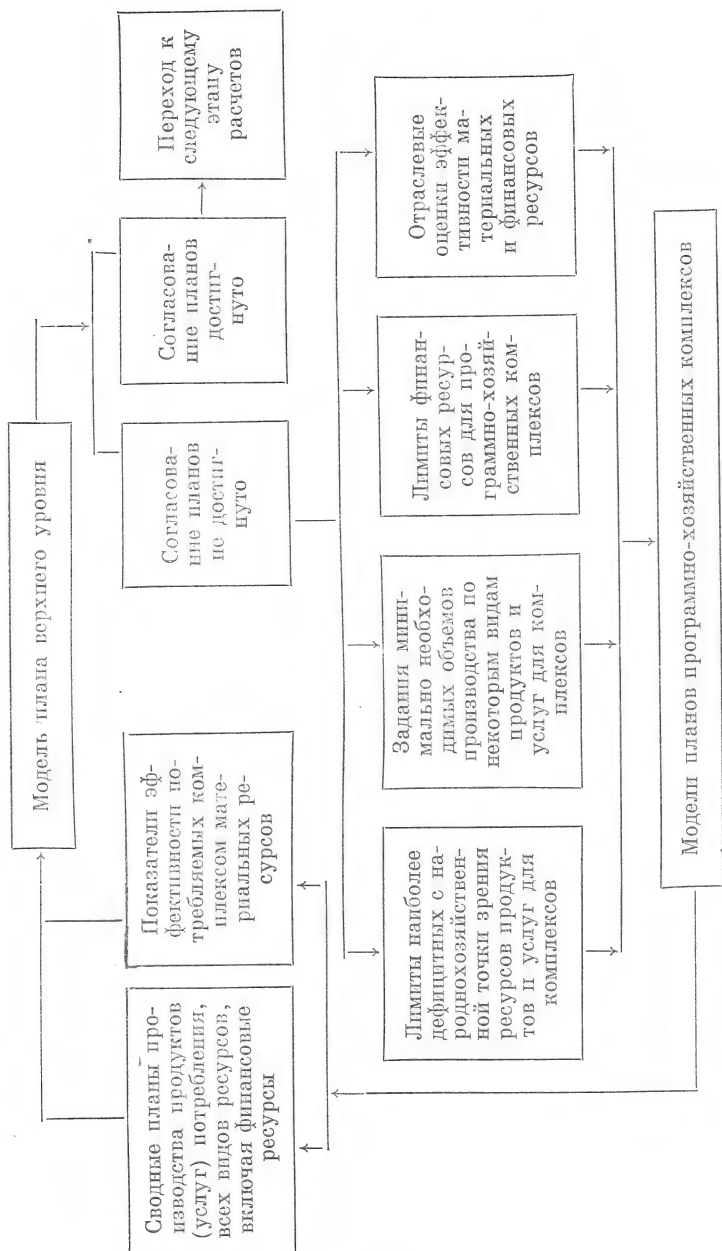 Модель плана верхнего уровня
Сводные планы про-
изводства продуктов
(услуг) потребления,
всех видов ресурсов,
включая финансовые
ресурсы
Показатели эф-
фективности по-
требляемых ком-
плексом мате-
риальных ре-
сурсов
Согласова-
ние планов
не достиг-
нуто
Согласова-
ние планов
достиг-
нуто
Переход к
следующему
этапу
расчетов
Лимиты наиболее
дефицитных с на-
роднохозяйствен-
ной точки зрения
ресурсов продук-
тов и услуг для
комплексов
Задания мини-
мально необхо-
димых объемов
производства по
некоторым видам
продуктов и
услуг для ком-
плексов
Лимиты финан-
совых ресур-
сов для про-
граммно-хозяй-
ственных ком-
плексов
Отраслевые
оценки эффек-
тивности ма-
териальных
и финансовых
ресурсов
Модели планов программно-хозяйственных комплексов